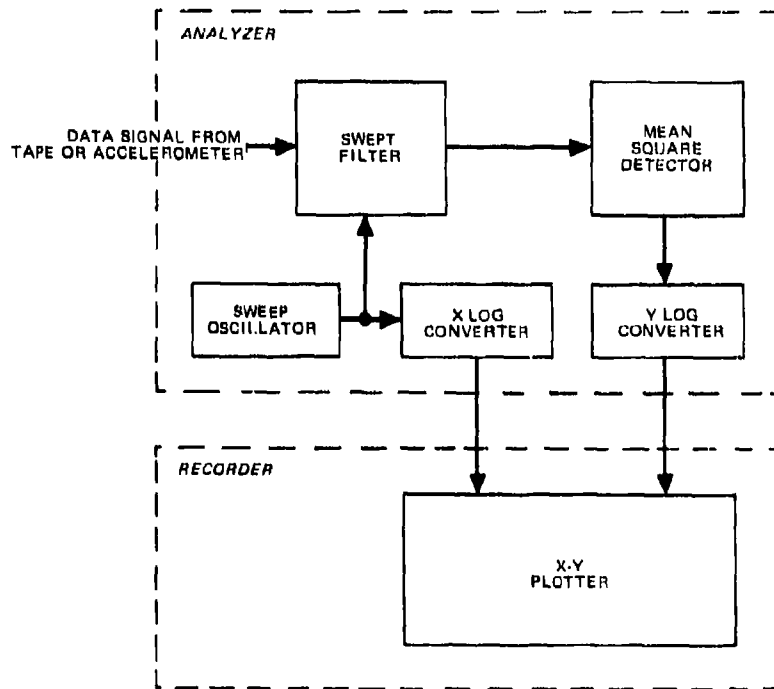 ANALYZER
DATA SIGNAL FROM
TAPE OR ACCELEROMETER
SWEPT
FILTER
MEAN
SQUARE
DETECTOR
SWEEP
OSCILLATOR
X LOG
CONVERTER
Y LOG
CONVERTER
RECORDER
X-Y
PLOTTER